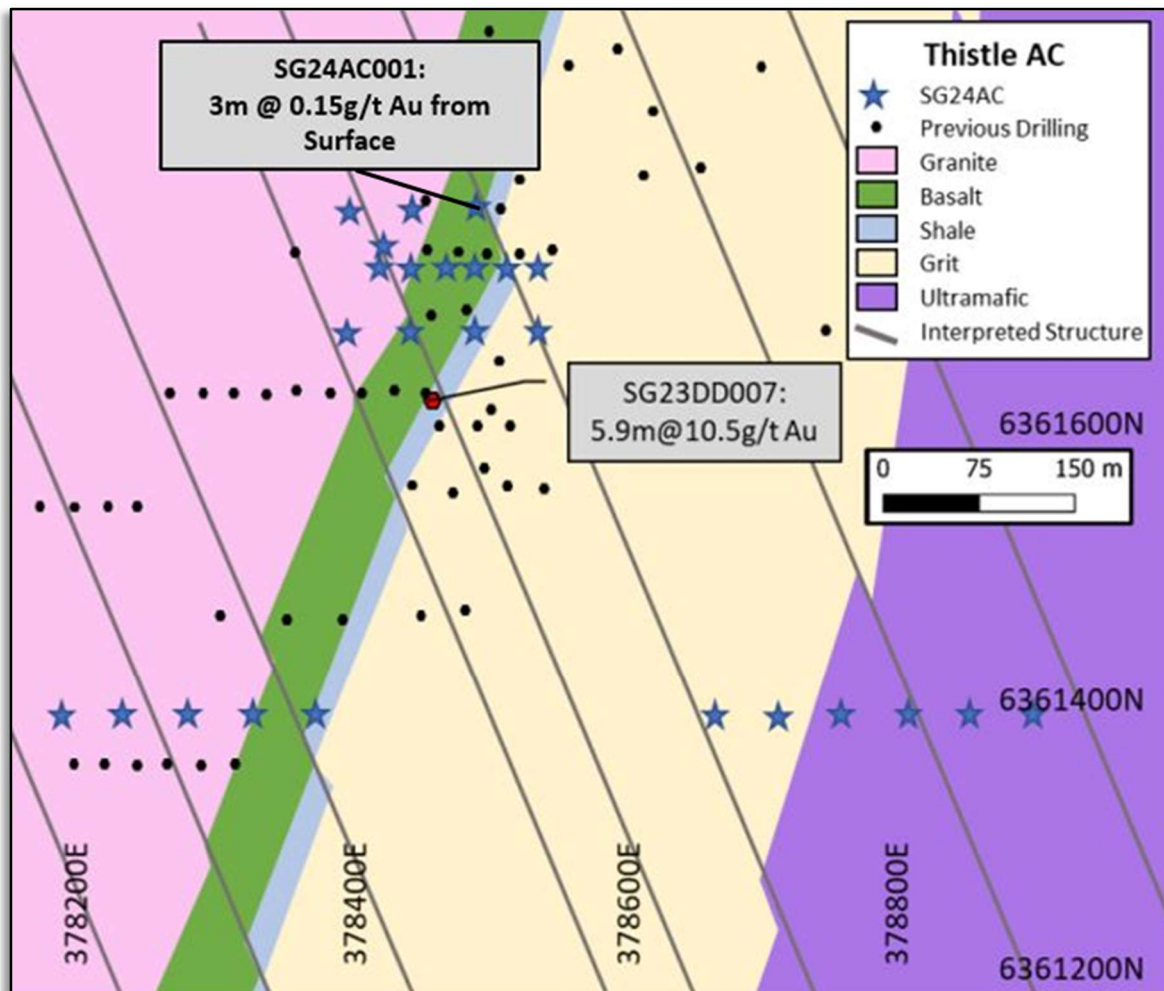 SG24AC001:
3m @ 0.15g/t Au from
Surface
Thistle AC
SG24AC
Previous Drilling
Granite
Basalt
Shale
Grit
Ultramafic
Interpreted Structure
SG23DD007:
5.9m@10.5g/t Au
6361600N
0 75 150 m
6361400N
378200E
378400E
378600E
378800E
6361200N